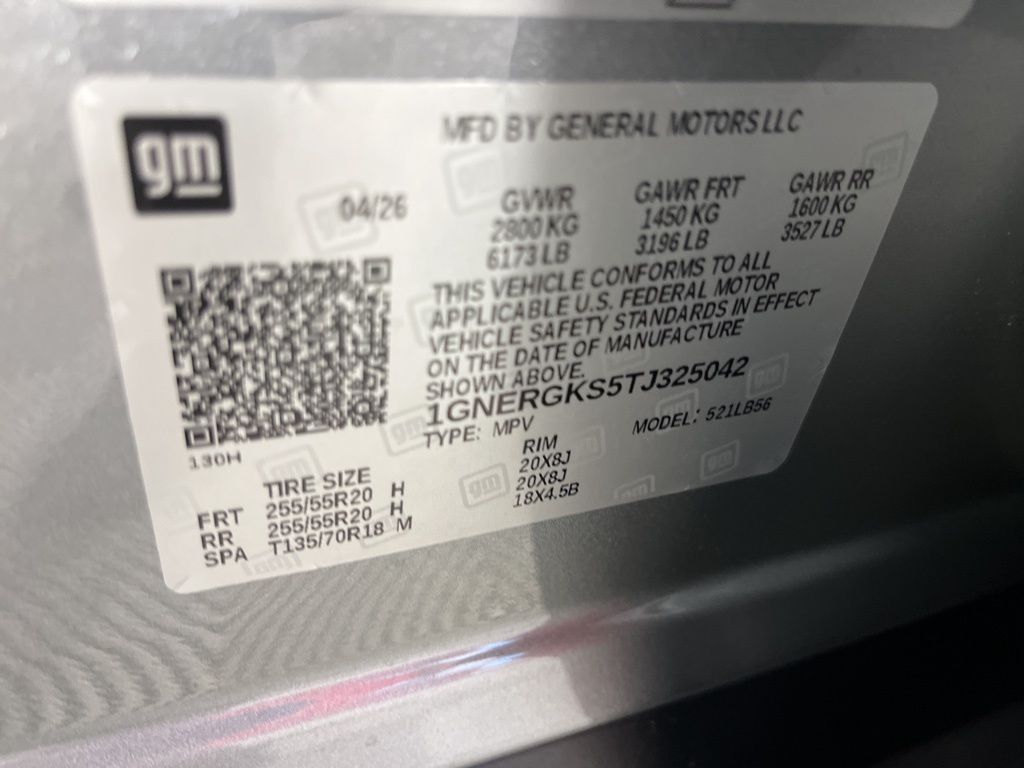 gm
MFD BY GENERAL MOTORS LLC
04/26
GVWR
2800 KG
6173 LB
GAWR FRT
1450 KG
3196 LB
GAWR RR
1600 KG
3527 LB
THIS VEHICLE CONFORMS TO ALL
APPLICABLE U.S. FEDERAL MOTOR
VEHICLE SAFETY STANDARDS IN EFFECT
ON THE DATE OF MANUFACTURE
SHOWN ABOVE.
1GNERGKS5TJ325042
TYPE: MPV
MODEL: 521LB56
130H
TIRE SIZE
RIM
FRT 255/55R20 H 20X8J
RR 255/55R20 H 20X8J
SPA T135/70R18 M 18X4.5B